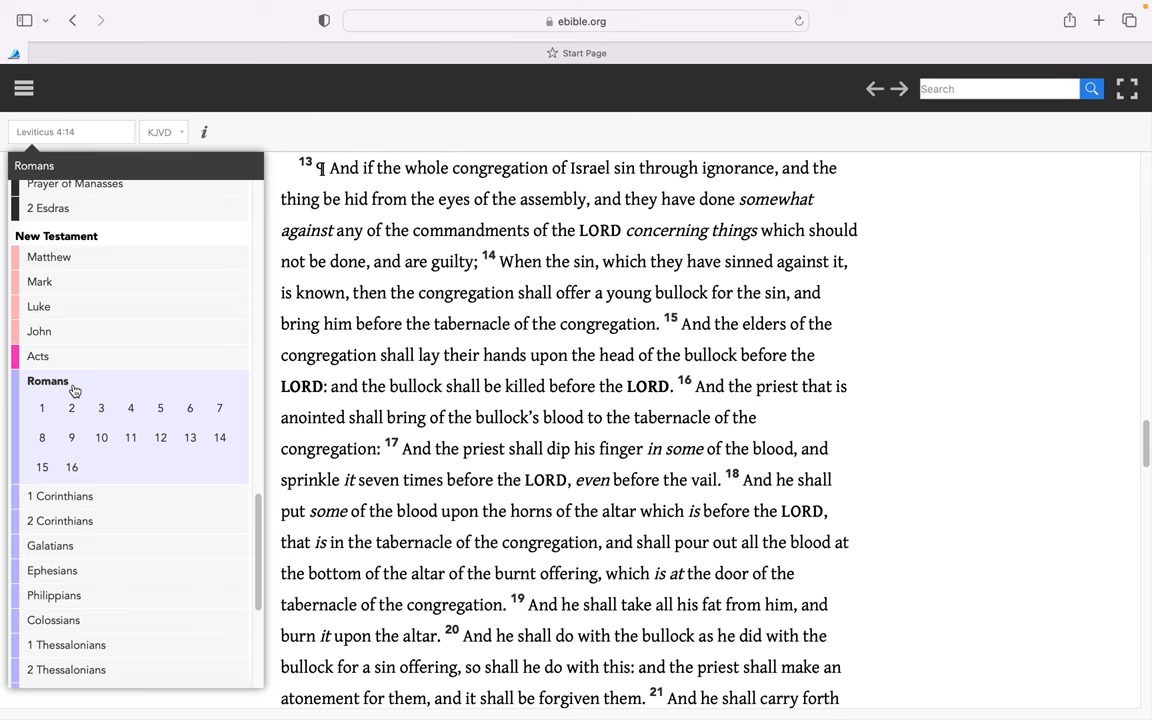 ebible.org
Start Page
Search
Leviticus 4:14
KJVD
i
Romans
Prayer of Manasses
2 Esdras
New Testament
Matthew
Mark
Luke
John
Acts
Romans
1 2 3 4 5 6 7
8 9 10 11 12 13 14
15 16
1 Corinthians
2 Corinthians
Galatians
Ephesians
Philippians
Colossians
1 Thessalonians
2 Thessalonians
13 ¶ And if the whole congregation of Israel sin through ignorance, and the
thing be hid from the eyes of the assembly, and they have done somewhat
against any of the commandments of the LORD concerning things which should
not be done, and are guilty; 14 When the sin, which they have sinned against it,
is known, then the congregation shall offer a young bullock for the sin, and
bring him before the tabernacle of the congregation. 15 And the elders of the
congregation shall lay their hands upon the head of the bullock before the
LORD: and the bullock shall be killed before the LORD. 16 And the priest that is
anointed shall bring of the bullock’s blood to the tabernacle of the
congregation: 17 And the priest shall dip his finger in some of the blood, and
sprinkle it seven times before the LORD, even before the vail. 18 And he shall
put some of the blood upon the horns of the altar which is before the LORD,
that is in the tabernacle of the congregation, and shall pour out all the blood at
the bottom of the altar of the burnt offering, which is at the door of the
tabernacle of the congregation. 19 And he shall take all his fat from him, and
burn it upon the altar. 20 And he shall do with the bullock as he did with the
bullock for a sin offering, so shall he do with this: and the priest shall make an
atonement for them, and it shall be forgiven them. 21 And he shall carry forth